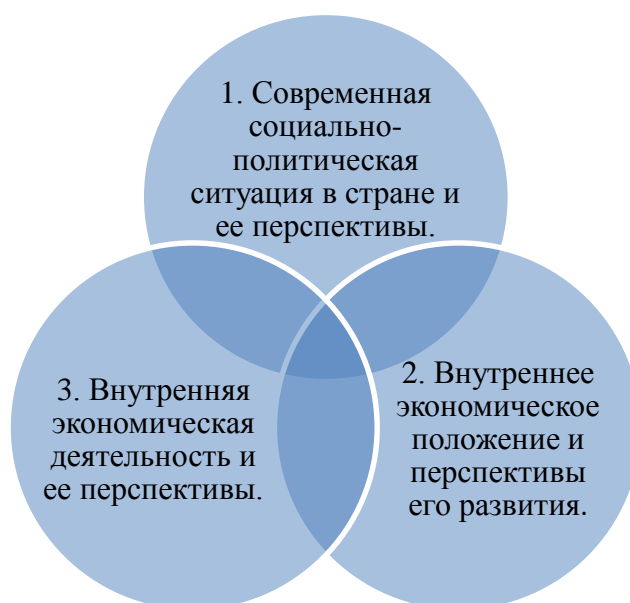 1. Современная
социально-
политическая
ситуация в стране и
ее перспективы.
2. Внутреннее
экономическое
положение и
перспективы
его развития.
3. Внутренняя
экономическая
деятельность и
ее перспективы.